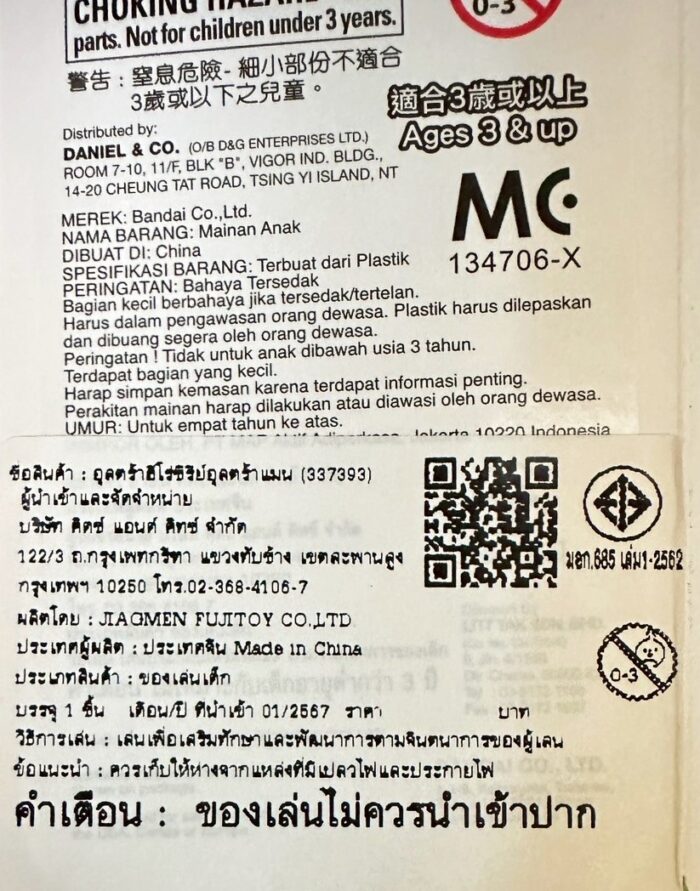 CHOKING HAZARD
parts. Not for children under 3 years.
0-3
警告：窒息危險- 細小部份不適合
3歲或以下之兒童。
適合3歲或以上
Ages 3 & up
Distributed by:
DANIEL & CO. (O/B D&G ENTERPRISES LTD.)
ROOM 7-10, 11/F, BLK "B", VIGOR IND. BLDG.,
14-20 CHEUNG TAT ROAD, TSING YI ISLAND, NT
MC
134706-X
MEREK: Bandai Co.,Ltd.
NAMA BARANG: Mainan Anak
DIBUAT DI: China
SPESIFIKASI BARANG: Terbuat dari Plastik
PERINGATAN: Bahaya Tersedak
Bagian kecil berbahaya jika tersedak/tertelan.
Harus dalam pengawasan orang dewasa. Plastik harus dilepaskan
dan dibuang segera oleh orang dewasa.
Peringatan ! Tidak untuk anak dibawah usia 3 tahun.
Terdapat bagian yang kecil.
Harap simpan kemasan karena terdapat informasi penting.
Perakitan mainan harus dilakukan atau diawasi oleh orang dewasa.
UMUR: Untuk empat tahun ke atas.
OLEH, PT MAP Aktif Adiperkasa, Jakarta 10220 Indonesia
ชื่อสินค้า : อุลตร้าฮีโร่ซีรีย์อุลตร้าแมน (337393)
ผู้นำเข้าและจัดจำหน่าย
บริษัท คิดซ์ แอนด์ คิทซ์ จำกัด
122/3 ถ.กรุงเทพกรีฑา แขวงทับช้าง เขตสะพานสูง
กรุงเทพฯ 10250 โทร.02-368-4106-7
ผลิตโดย : JIAQMEN FUJITOY CO.,LTD
ประเทศผู้ผลิต : ประเทศจีน Made in China
ประเภทสินค้า : ของเล่นเด็ก
บรรจุ 1 ชิ้น เดือน/ปี ที่นำเข้า 01/2567 ราคา บาท
วิธีการเล่น : เล่นเพื่อเสริมทักษะและพัฒนาการตามจินตนาการของผู้เล่น
ข้อแนะนำ : ควรเก็บให้ห่างจากแหล่งที่มีเปลวไฟและประกายไฟ
คำเตือน : ของเล่นไม่ควรนำเข้าปาก
มอก.685 เล่ม1-2562
0-3